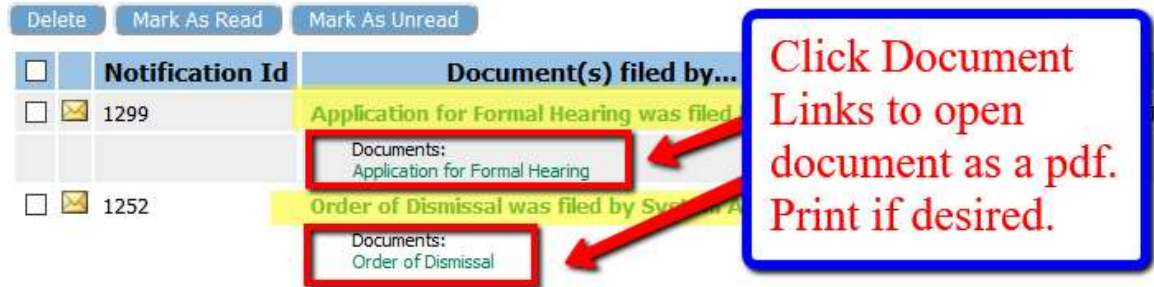 Delete Mark As Read Mark As Unread
Notification Id Document(s) filed by...
1299 Application for Formal Hearing was filed
Documents:
Application for Formal Hearing
1252 Order of Dismissal was filed by System
Documents:
Order of Dismissal
Click Document
Links to open
document as a pdf.
Print if desired.